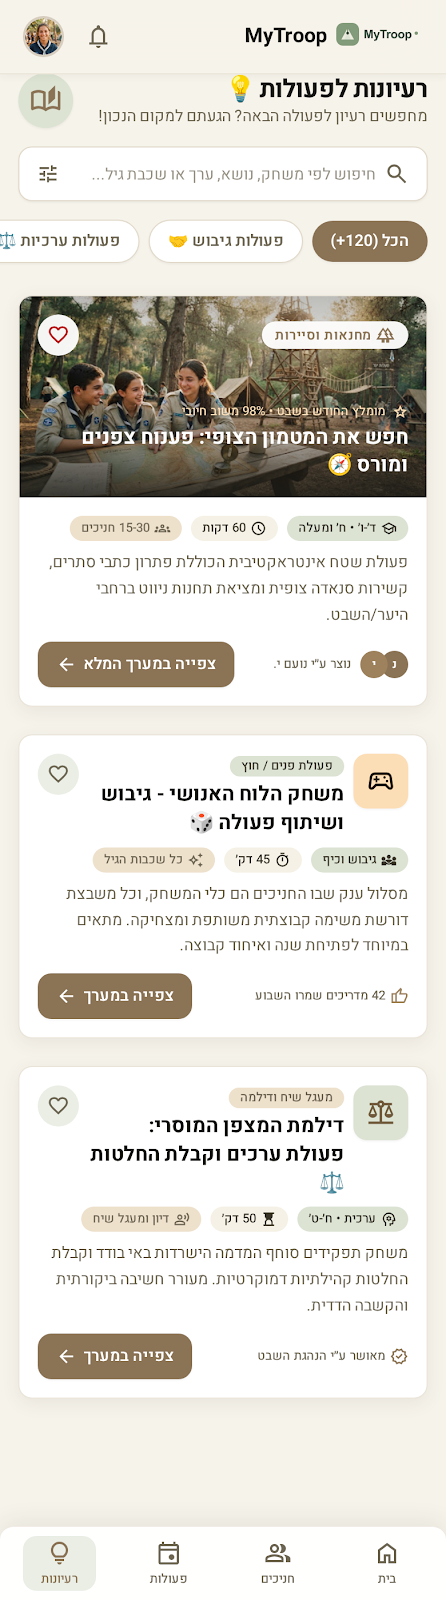 MyTroop MyTroop
רעיונות לפעולות 💡
מחפשים רעיון לפעולה הבאה? הגעתם למקום הנכון!
חיפוש לפי משחק, נושא, ערך או שכבת גיל...
הכל (120+) פעולות גיבוש 🤝 פעולות ערכיות ⚖️
מחנאות וסיירות
מומלץ החודש בשבט • 98% משוב חיובי
חפש את המטמון הצופי: פענוח צפנים
ומורס 🧭
ד'-ו' • ח' ומעלה 60 דקות 15-30 חניכים
פעולת שטח אינטראקטיבית הכוללת פתרון כתבי סתרים,
קשירות סנאדה צופית ומציאת תחנות ניווט ברחבי
היער/השבט.
נ י נוצר ע״י נועם י. צפייה במערך המלא
פעולת פנים / חוץ
משחק הלוח האנושי - גיבוש
ושיתוף פעולה 🎲
גיבוש וכיף 45 דק' כל שכבות הגיל
מסלול ענק שבו החניכים הם כלי המשחק, וכל משבצת
דורשת משימה קבוצתית משותפת ומצחיקה. מתאים
במיוחד לפתיחת שנה ואיחוד קבוצה.
42 מדריכים שמרו השבוע צפייה במערך
מעגל שיח ודילמה
דילמת המצפן המוסרי:
פעולת ערכים וקבלת החלטות
⚖️
ערכית • ח'-ט' 50 דק' דיון ומעגל שיח
משחק תפקידים סוחף המדמה הישרדות באי בודד וקבלת
החלטות קהילתיות דמוקרטיות. מעורר חשיבה ביקורתית
והקשבה הדדית.
מאושר ע״י הנהגת השבט צפייה במערך
בית חניכים פעולות רעיונות